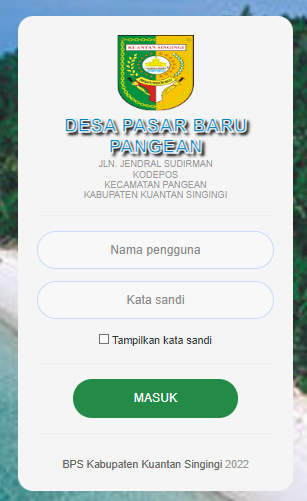 KUANTAN SINGINGI
DESA PASAR BARU
PANGEAN
JLN. JENDRAL SUDIRMAN
KODEPOS
KECAMATAN PANGEAN
KABUPATEN KUANTAN SINGINGI
Nama pengguna
Kata sandi
Tampilkan kata sandi
MASUK
BPS Kabupaten Kuantan Singingi 2022